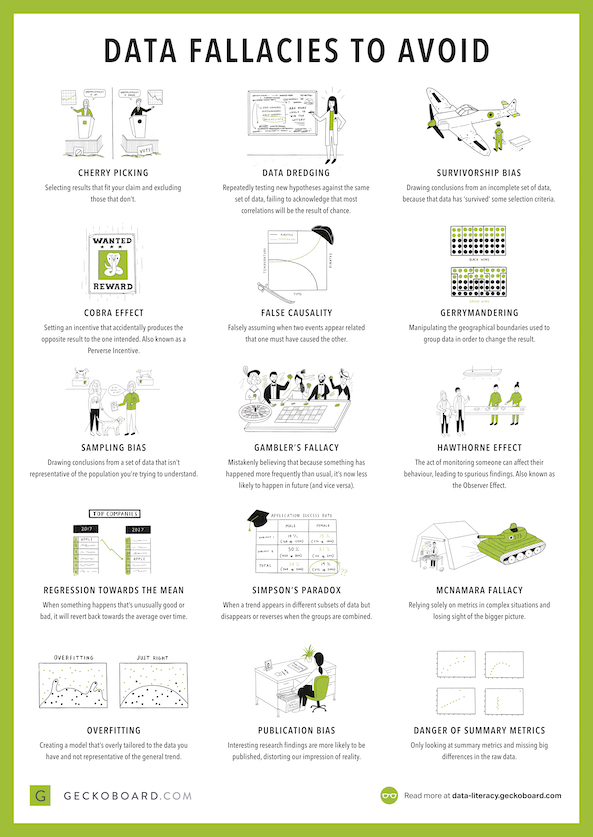 DATA FALLACIES TO AVOID
CHERRY PICKING
Selecting results that fit your claim and excluding
those that don't.
DATA DREDGING
Repeatedly testing new hypotheses against the same
set of data, failing to acknowledge that most
correlations will be the result of chance.
SURVIVORSHIP BIAS
Drawing conclusions from an incomplete set of data,
because that data has 'survived' some selection criteria.
WANTED
REWARD
COBRA EFFECT
Setting an incentive that accidentally produces the
opposite result to the one intended. Also known as a
Perverse Incentive.
TEMPERATURE
PIRATES
TIME
FALSE CAUSALITY
Falsely assuming when two events appear related
that one must have caused the other.
BLACK WINS
GERRYMANDERING
Manipulating the geographical boundaries used to
group data in order to change the result.
SAMPLING BIAS
Drawing conclusions from a set of data that isn't
representative of the population you're trying to understand.
GAMBLER'S FALLACY
Mistakenly believing that because something has
happened more frequently than usual, it's now less
likely to happen in future (and vice versa).
HAWTHORNE EFFECT
The act of monitoring someone can affect their
behaviour, leading to spurious findings. Also known as
the Observer Effect.
TOP COMPANIES
2017
2027
APPLE
APPLE
REGRESSION TOWARDS THE MEAN
When something happens that's unusually good or
bad, it will revert back towards the average over time.
APPLICATION SUCCESS RATE
MALE
FEMALE
SUBJECT 1
SUBJECT 2
TOTAL
SIMPSON'S PARADOX
When a trend appears in different subsets of data but
disappears or reverses when the groups are combined.
MCNAMARA FALLACY
Relying solely on metrics in complex situations and
losing sight of the bigger picture.
OVERFITTING
JUST RIGHT
OVERFITTING
Creating a model that's overly tailored to the data you
have and not representative of the general trend.
PUBLICATION BIAS
Interesting research findings are more likely to be
published, distorting our impression of reality.
DANGER OF SUMMARY METRICS
Only looking at summary metrics and missing big
differences in the raw data.
G
GECKOBOARD.COM
Read more at data-literacy.geckoboard.com